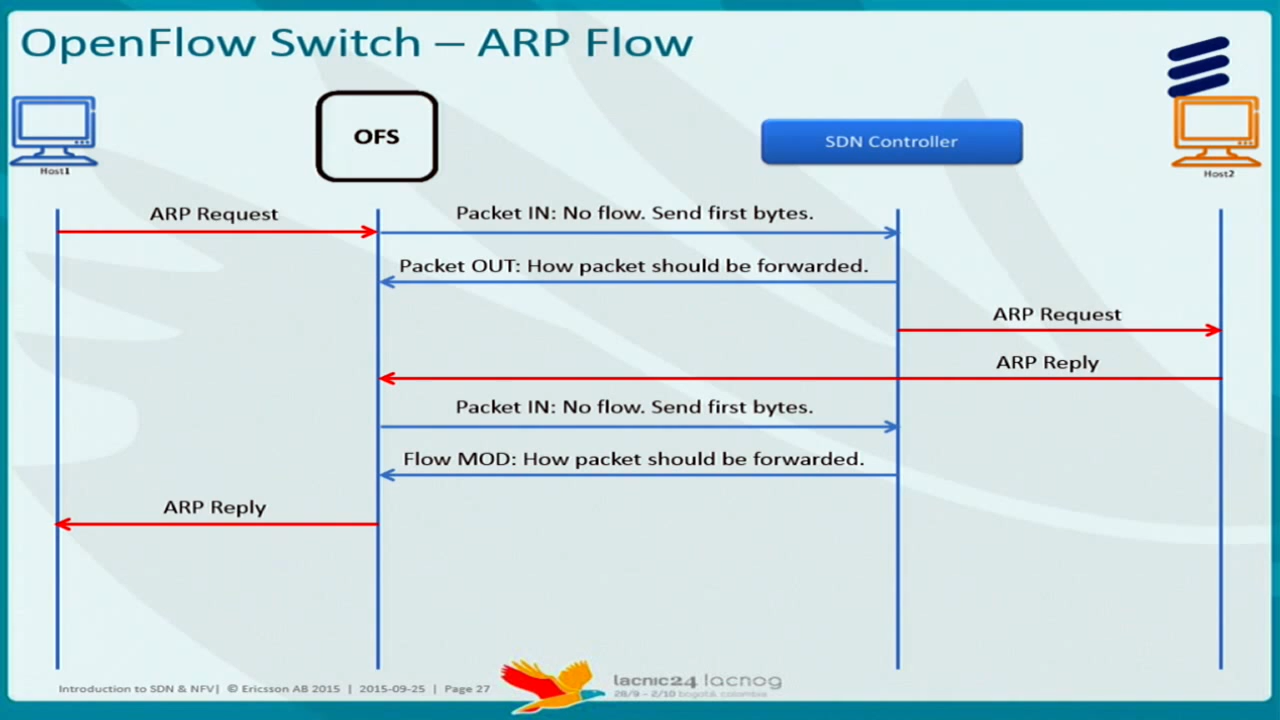 OpenFlow Switch – ARP Flow
Host1
OFS
SDN Controller
Host2
ARP Request
Packet IN: No flow. Send first bytes.
Packet OUT: How packet should be forwarded.
ARP Request
ARP Reply
Packet IN: No flow. Send first bytes.
Flow MOD: How packet should be forwarded.
ARP Reply
Introduction to SDN & NFV| © Ericsson AB 2015 | 2015-09-25 | Page 27
lacnic24 lacnog
28/9 - 2/10 bogotá, colombia